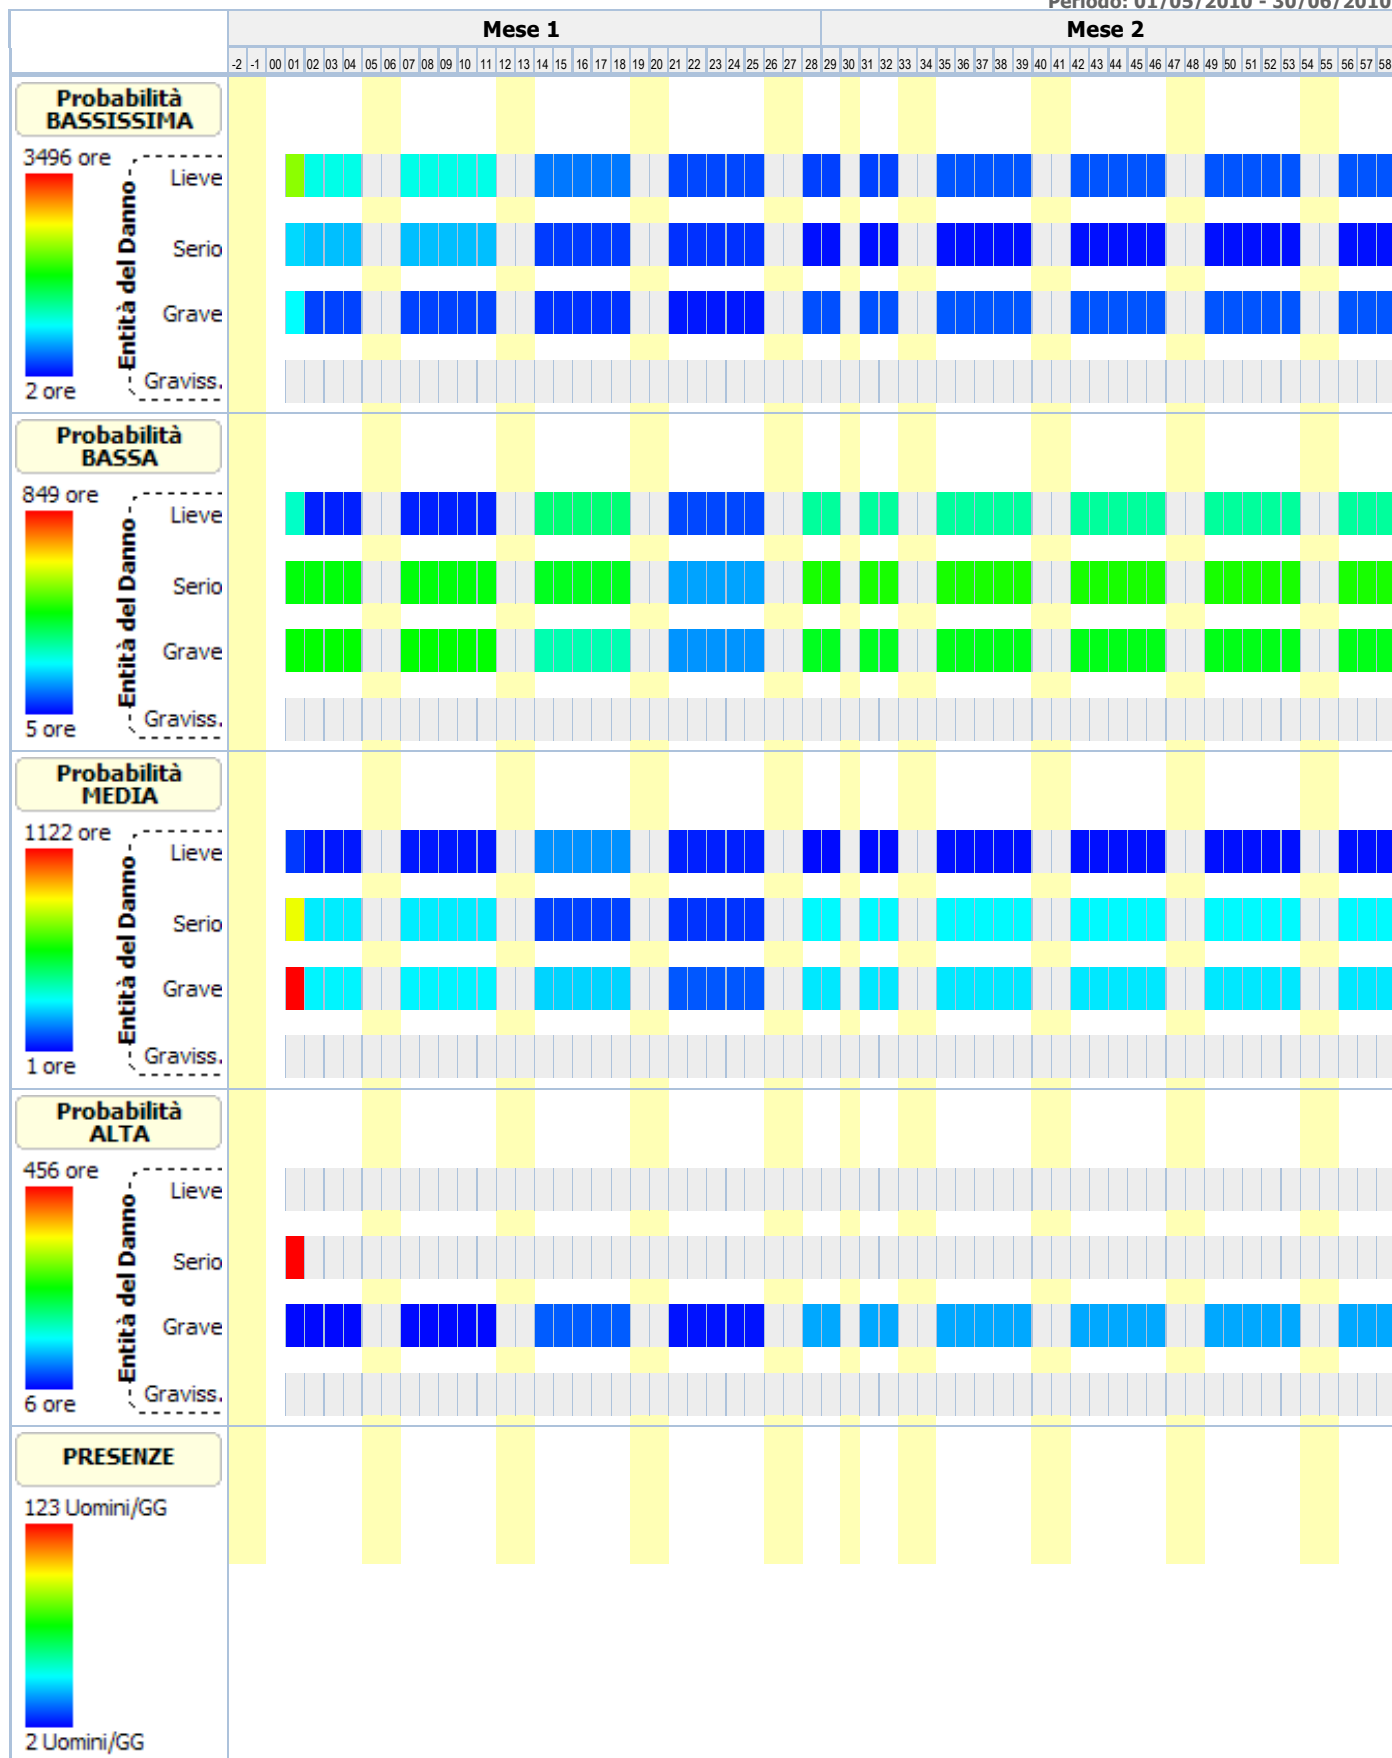 Periodo: 01/05/2010 - 30/06/2010
Mese 1 Mese 2
-2 -1 00 01 02 03 04 05 06 07 08 09 10 11 12 13 14 15 16 17 18 19 20 21 22 23 24 25 26 27 28 29 30 31 32 33 34 35 36 37 38 39 40 41 42 43 44 45 46 47 48 49 50 51 52 53 54 55 56 57 58
Probabilità
BASSISSIMA
3496 ore
Entità del Danno
Lieve
Serio
Grave
Graviss.
2 ore
Probabilità
BASSA
849 ore
Entità del Danno
Lieve
Serio
Grave
Graviss.
5 ore
Probabilità
MEDIA
1122 ore
Entità del Danno
Lieve
Serio
Grave
Graviss.
1 ore
Probabilità
ALTA
456 ore
Entità del Danno
Lieve
Serio
Grave
Graviss.
6 ore
PRESENZE
123 Uomini/GG
2 Uomini/GG